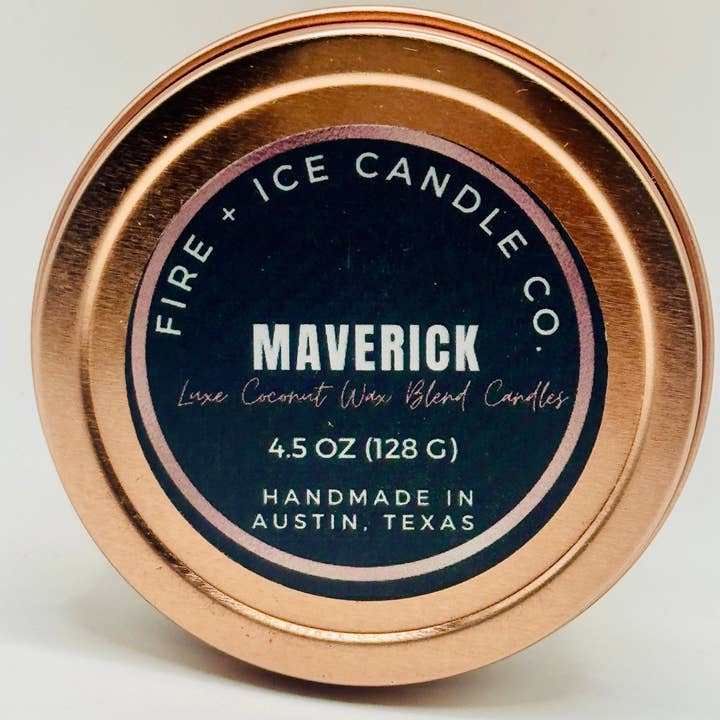 FIRE + ICE CANDLE CO.
MAVERICK
Luxe Coconut Wax Blend Candles
4.5 OZ (128 G)
HANDMADE IN
AUSTIN, TEXAS